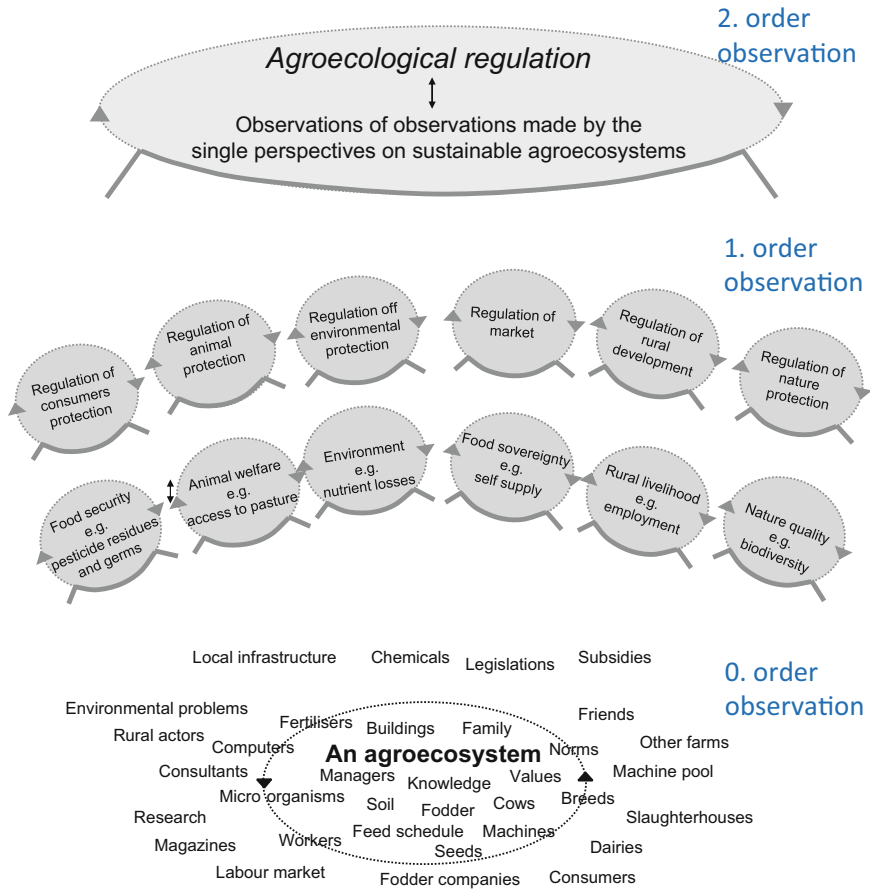 2. order
observation
Agroecological regulation
Observations of observations made by the
single perspectives on sustainable agroecosystems
1. order
observation
Regulation of
consumers
protection
Regulation of
animal
protection
Regulation off
environmental
protection
Regulation of
market
Regulation of
rural
development
Regulation of
nature
protection
Food security
e.g.
pesticide residues
and germs
Animal welfare
e.g.
access to pasture
Environment
e.g.
nutrient losses
Food sovereignty
e.g.
self supply
Rural livelihood
e.g.
employment
Nature quality
e.g.
biodiversity
0. order
observation
Local infrastructure
Chemicals
Legislations
Subsidies
Environmental problems
Fertilisers
Buildings
Family
Friends
Rural actors
Computers
An agroecosystem
Norms
Other farms
Consultants
Managers
Knowledge
Values
Machine pool
Micro organisms
Soil
Fodder
Cows
Breeds
Research
Slaughterhouses
Magazines
Workers
Feed schedule
Machines
Seeds
Dairies
Labour market
Fodder companies
Consumers